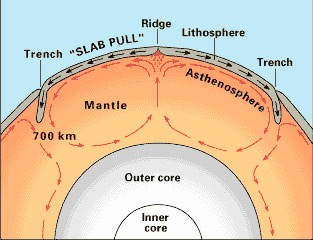 Ridge
Lithosphere
"SLAB PULL"
Trench
Trench
Asthenosphere
Mantle
700 km
Outer core
Inner
core